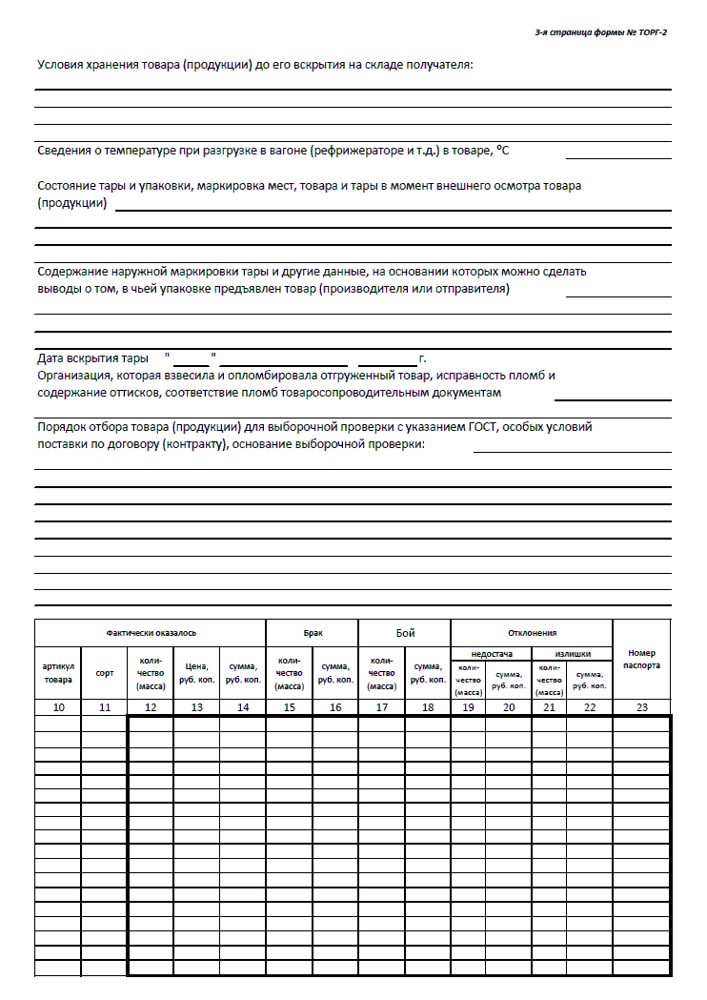 3-я страница формы № ТОРГ-2
Условия хранения товара (продукции) до его вскрытия на складе получателя:
Сведения о температуре при разгрузке в вагоне (рефрижераторе и т.д.) в товаре, °С
Состояние тары и упаковки, маркировка мест, товара и тары в момент внешнего осмотра товара
(продукции)
Содержание наружной маркировки тары и другие данные, на основании которых можно сделать
выводы о том, в чьей упаковке предъявлен товар (производителя или отправителя)
Дата вскрытия тары " " г.
Организация, которая взвесила и опломбировала отгруженный товар, исправность пломб и
содержание оттисков, соответствие пломб товаросопроводительным документам
Порядок отбора товара (продукции) для выборочной проверки с указанием ГОСТ, особых условий
поставки по договору (контракту), основание выборочной проверки:
Фактически оказалось Брак Бой Отклонения Номер паспорта
недостача излишки
артикул товара сорт коли-чество (масса) Цена, руб. коп. сумма, руб. коп. коли-чество (масса) сумма, руб. коп. коли-чество (масса) сумма, руб. коп. коли-чество (масса) сумма, руб. коп. коли-чество (масса) сумма, руб. коп.
10 11 12 13 14 15 16 17 18 19 20 21 22 23